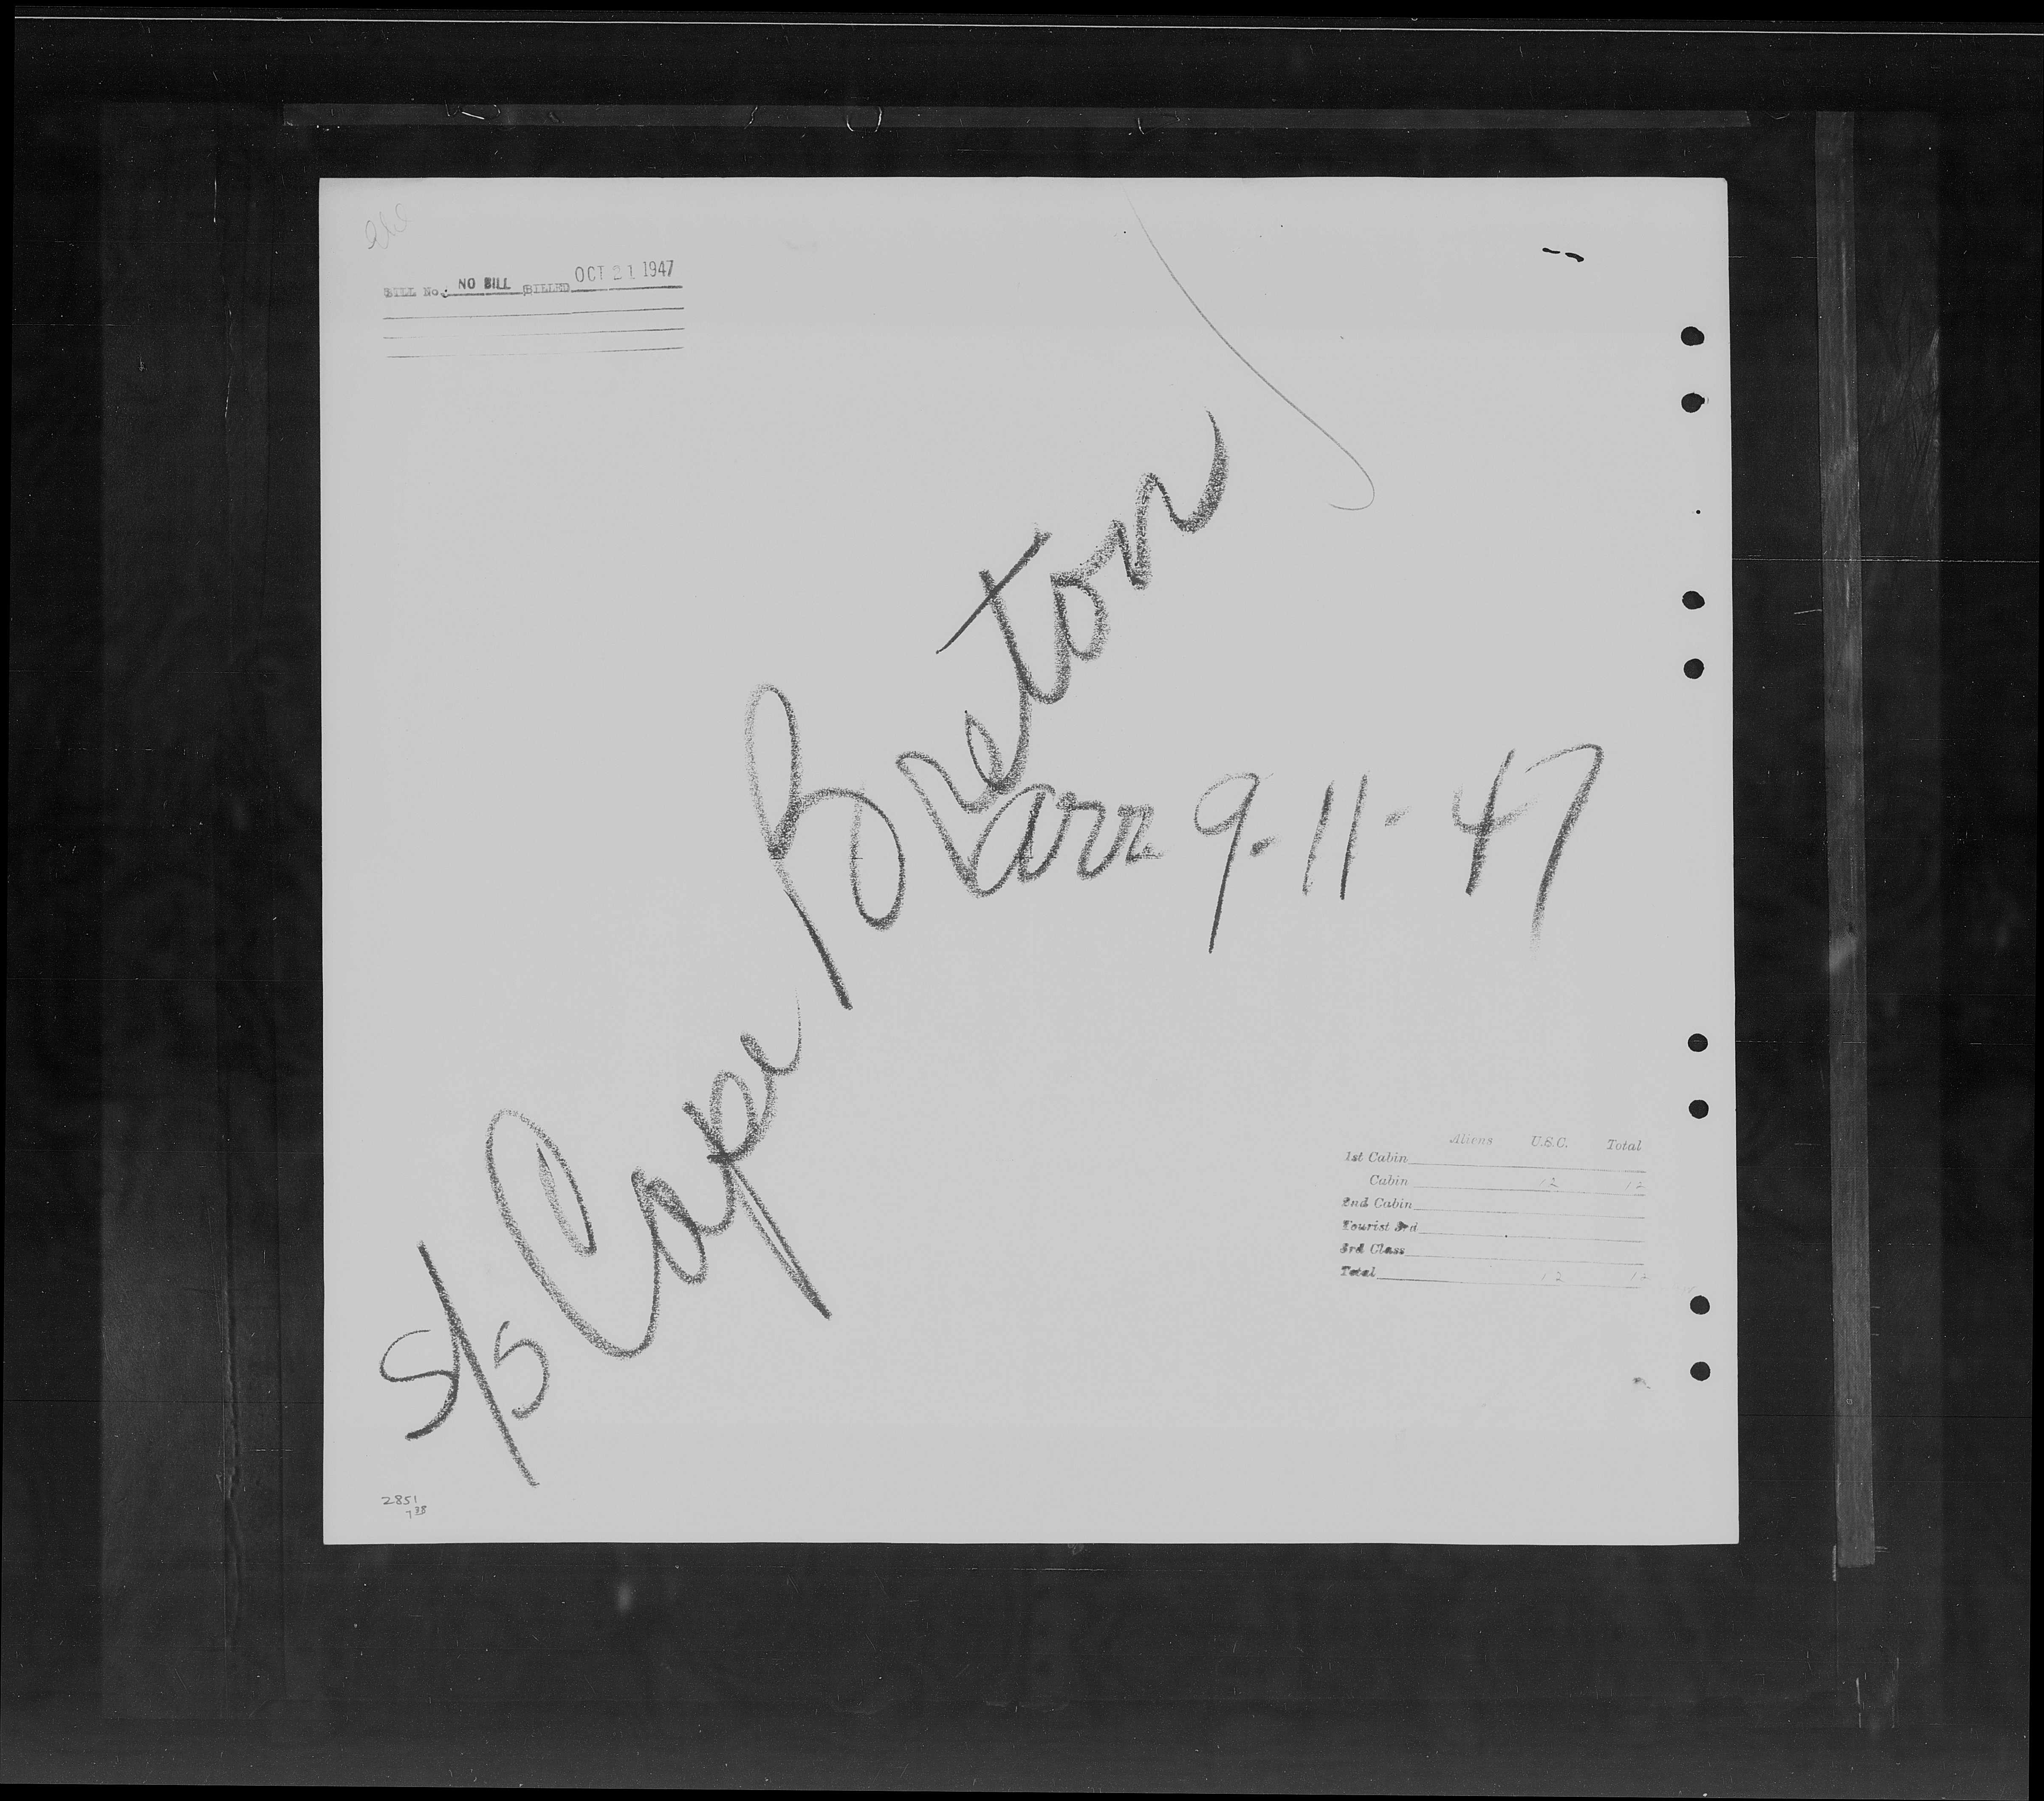 BILL No. NO BILL BILLED OCT 21 1947
S/S Cape Breton
arr. 9-11-47
Aliens U.S.C. Total
1st Cabin
Cabin 12 12
2nd Cabin
Tourist 3rd
3rd Class
Total 12 12
2851
738